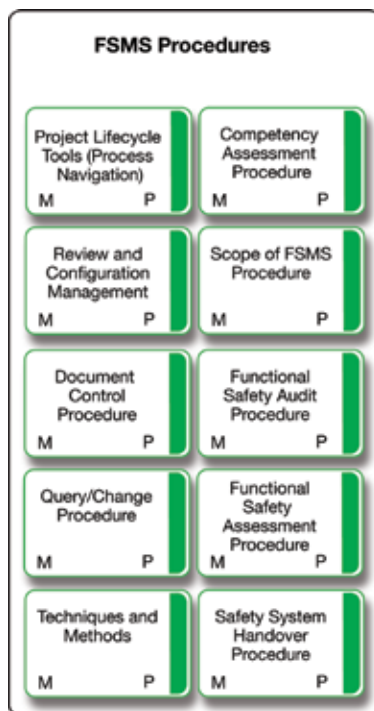 FSMS Procedures
Project Lifecycle
Tools (Process
Navigation)
M P
Competency
Assessment
Procedure
M P
Review and
Configuration
Management
M P
Scope of FSMS
Procedure
M P
Document
Control
Procedure
M P
Functional
Safety Audit
Procedure
M P
Query/Change
Procedure
M P
Functional
Safety
Assessment
Procedure
M P
Techniques and
Methods
M P
Safety System
Handover
Procedure
M P